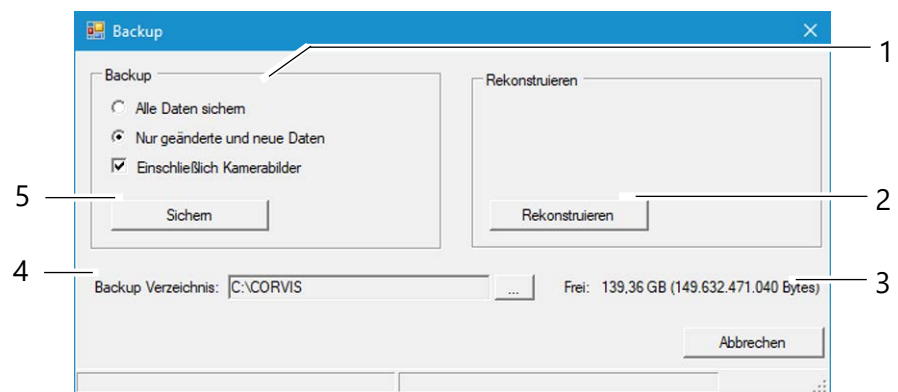 Backup
1
Backup
Rekonstruieren
Alle Daten sichern
Nur geänderte und neue Daten
Einschließlich Kamerabilder
5
Sichern
Rekonstruieren
2
4
Backup Verzeichnis: C:\CORVIS ... Frei: 139,36 GB (149.632.471.040 Bytes)
3
Abbrechen